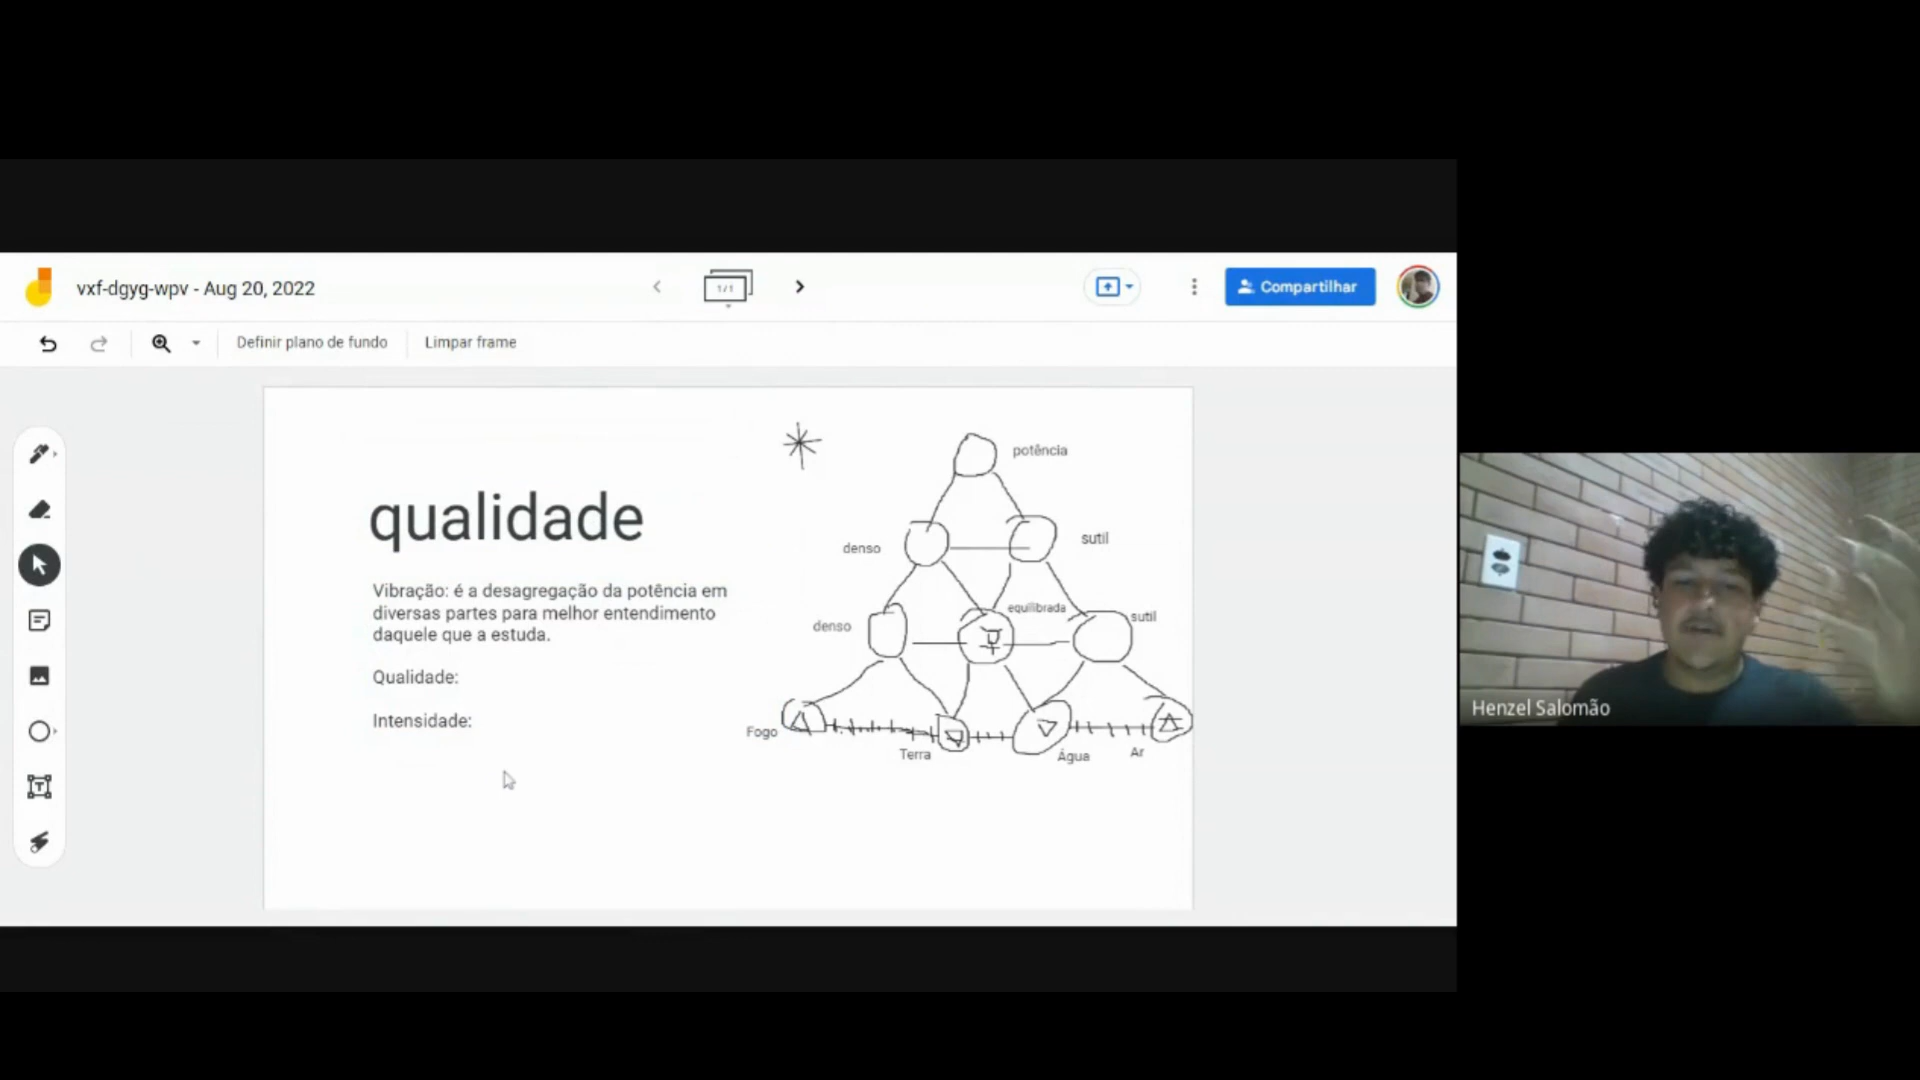 vxf-dgyg-wpv - Aug 20, 2022
1/1
Compartilhar
Definir plano de fundo
Limpar frame
potência
qualidade
denso
sutil
Vibração: é a desagregação da potência em
diversas partes para melhor entendimento
daquele que a estuda.
equilibrada
denso
sutil
Qualidade:
Intensidade:
Fogo
Terra
Água
Ar
Henzel Salomão